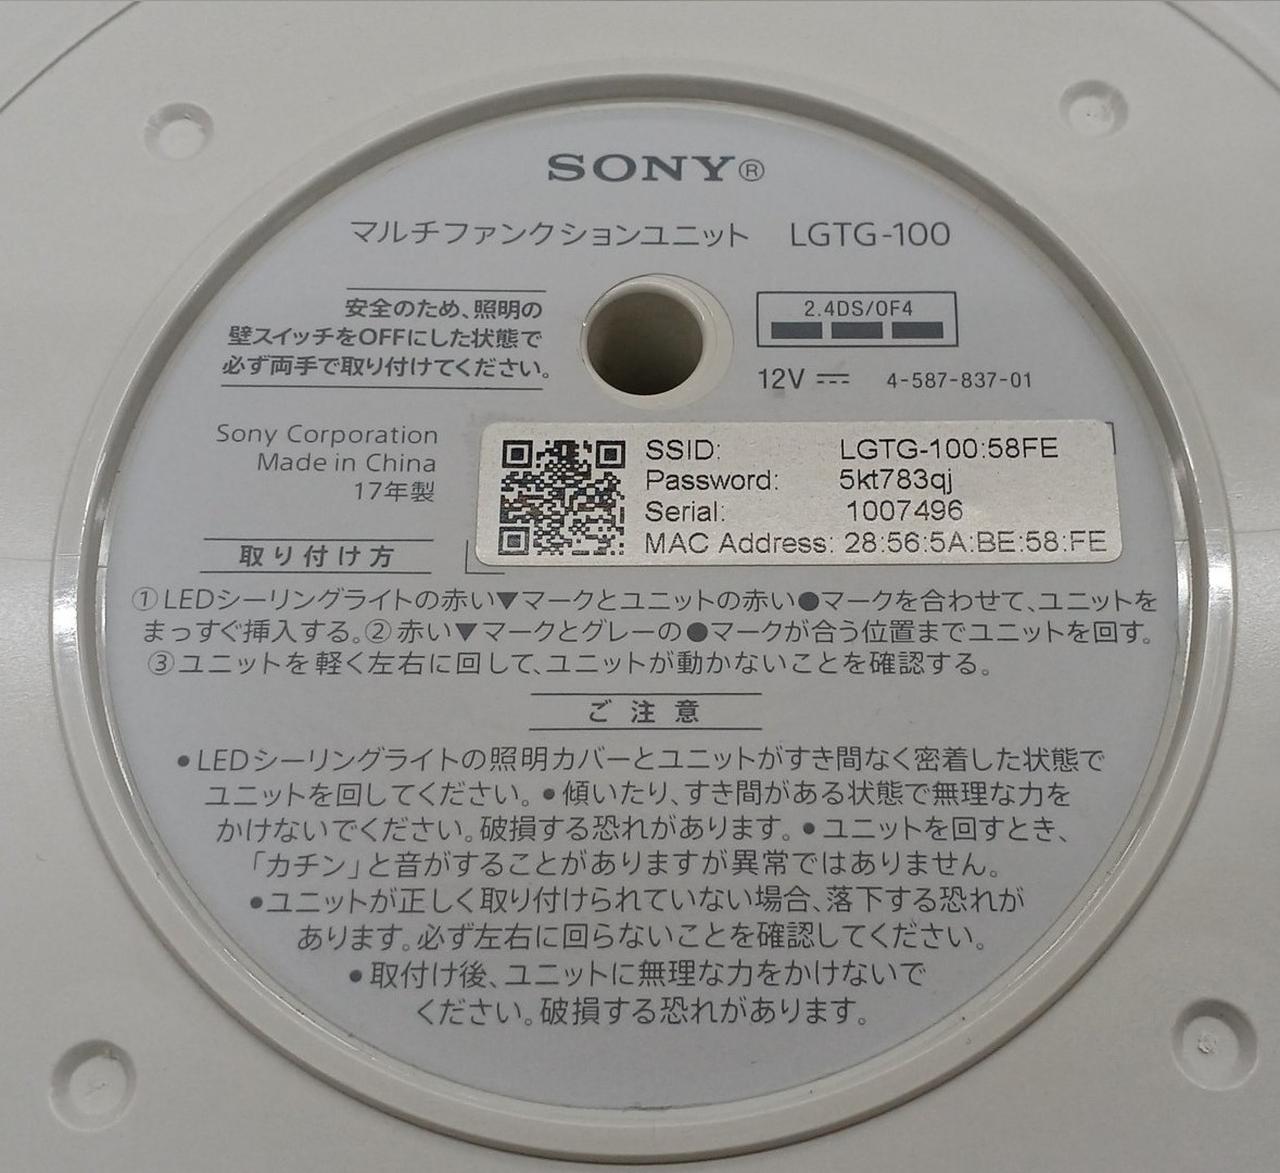 SONY®
マルチファンクションユニット LGTG-100
安全のため、照明の
壁スイッチをOFFにした状態で
必ず両手で取り付けてください。
2.4DS/OF4
12V ⎓ 4-587-837-01
Sony Corporation
Made in China
17年製
SSID: LGTG-100:58FE
Password: 5kt783qj
Serial: 1007496
MAC Address: 28:56:5A:BE:58:FE
取り付け方
①LEDシーリングライトの赤い▼マークとユニットの赤い●マークを合わせて、ユニットを
まっすぐ挿入する。②赤い▼マークとグレーの●マークが合う位置までユニットを回す。
③ユニットを軽く左右に回して、ユニットが動かないことを確認する。
ご注意
●LEDシーリングライトの照明カバーとユニットがすき間なく密着した状態で
ユニットを回してください。●傾いたり、すき間がある状態で無理な力を
かけないでください。破損する恐れがあります。●ユニットを回すとき、
「カチン」と音がすることがありますが異常ではありません。
●ユニットが正しく取り付けられていない場合、落下する恐れが
あります。必ず左右に回らないことを確認してください。
●取付け後、ユニットに無理な力をかけないで
ください。破損する恐れがあります。